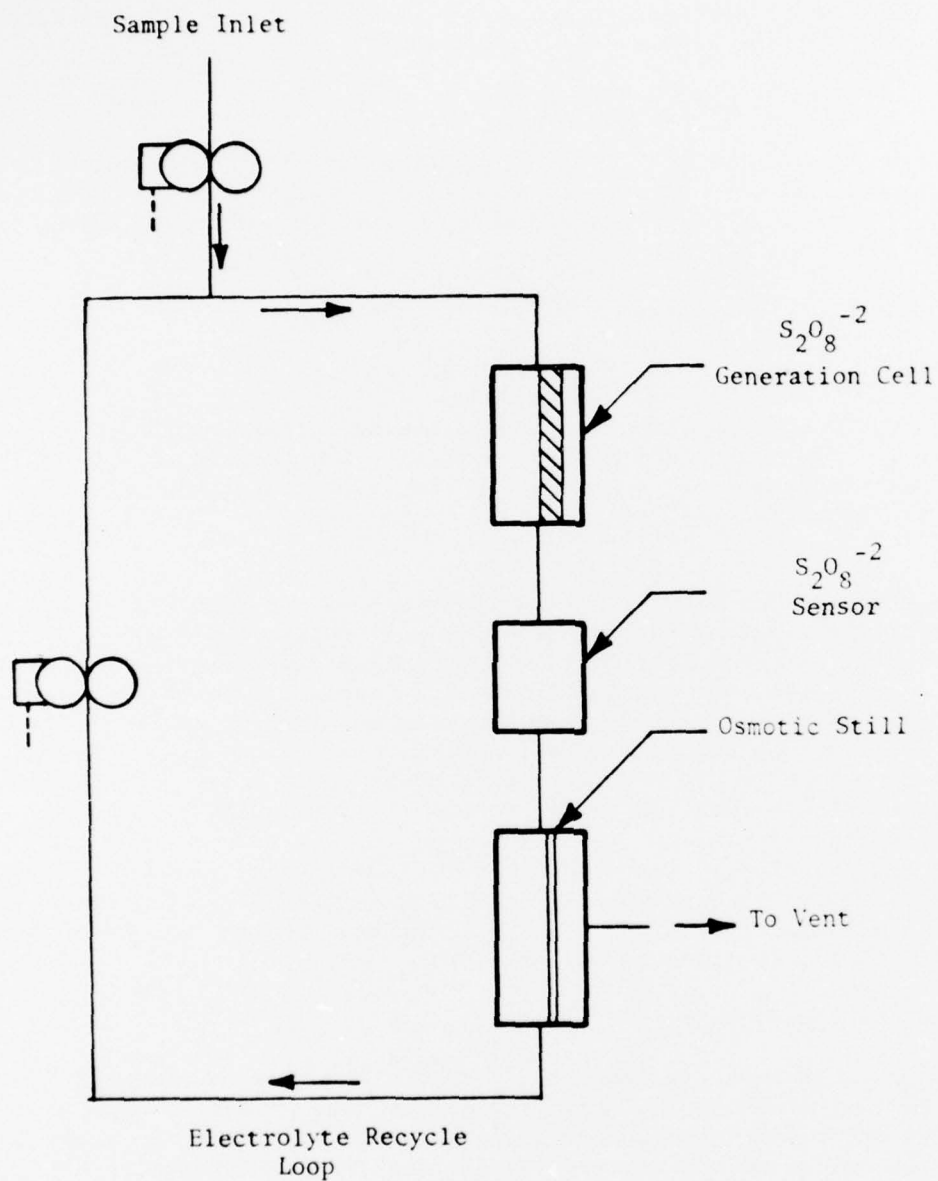 Sample Inlet
S₂O₈⁻²
Generation Cell
S₂O₈⁻²
Sensor
Osmotic Still
To Vent
Electrolyte Recycle
Loop